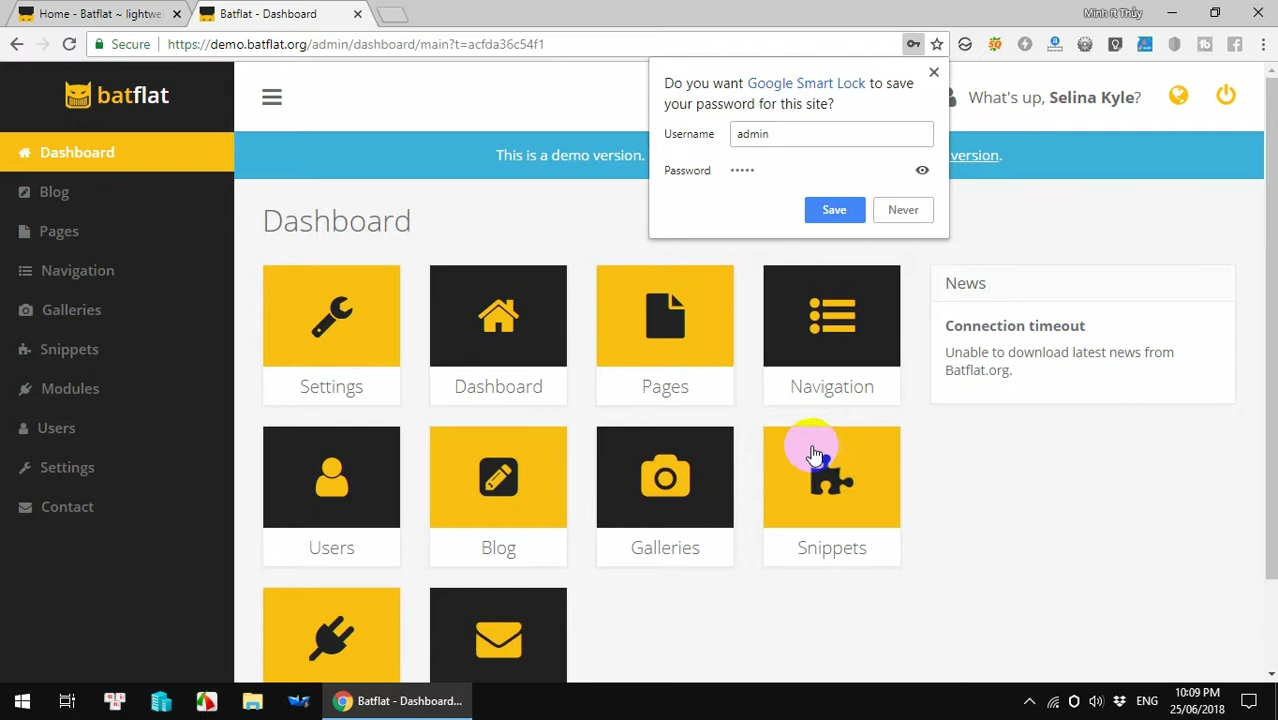 Home - Batflat ~ lightwei
Batflat - Dashboard
Minh ft Thủy
Secure
https://demo.batflat.org/admin/dashboard/main?t=acfda36c54f1
Do you want Google Smart Lock to save
your password for this site?
Username
admin
Password
•••••
Save
Never
batflat
What's up, Selina Kyle?
This is a demo version.
version.
Dashboard
Blog
Pages
Navigation
Galleries
Snippets
Modules
Users
Settings
Contact
Dashboard
Settings
Dashboard
Pages
Navigation
Users
Blog
Galleries
Snippets
News
Connection timeout
Unable to download latest news from
Batflat.org.
Batflat - Dashboard...
ENG
10:09 PM
25/06/2018